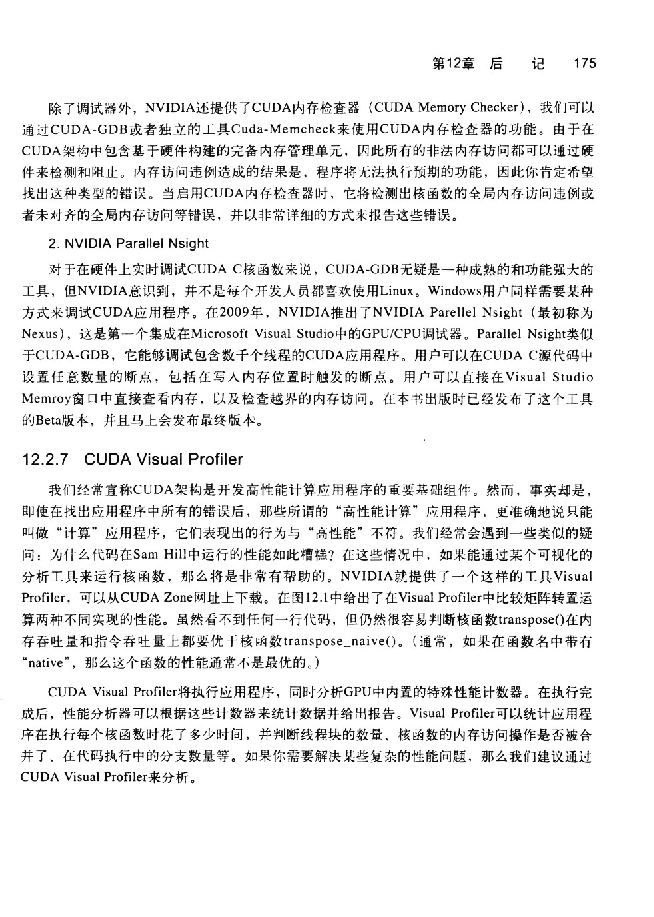 第12章 后 记 175
除了调试器外，NVIDIA还提供了CUDA内存检查器（CUDA Memory Checker），我们可以
通过CUDA-GDB或者独立的工具Cuda-Memcheck来使用CUDA内存检查器的功能。由于在
CUDA架构中包含基于硬件构建的完备内存管理单元，因此所有的非法内存访问都可以通过硬
件来检测和阻止。内存访问违例造成的结果是，程序将无法执行预期的功能，因此你肯定希望
找出这种类型的错误。当启用CUDA内存检查器时，它将检测出核函数的全局内存访问违例或
者未对齐的全局内存访问等错误，并以非常详细的方式来报告这些错误。
2. NVIDIA Parallel Nsight
对于在硬件上实时调试CUDA C核函数来说，CUDA-GDB无疑是一种成熟的和功能强大的
工具，但NVIDIA意识到，并不是每个开发人员都喜欢使用Linux。Windows用户同样需要某种
方式来调试CUDA应用程序。在2009年，NVIDIA推出了NVIDIA Parellel Nsight（最初称为
Nexus），这是第一个集成在Microsoft Visual Studio中的GPU/CPU调试器。Parallel Nsight类似
于CUDA-GDB，它能够调试包含数千个线程的CUDA应用程序。用户可以在CUDA C源代码中
设置任意数量的断点，包括在写入内存位置时触发的断点。用户可以直接在Visual Studio
Memroy窗口中直接查看内存，以及检查越界的内存访问。在本书出版时已经发布了这个工具
的Beta版本，并且马上会发布最终版本。
12.2.7 CUDA Visual Profiler
我们经常宣称CUDA架构是开发高性能计算应用程序的重要基础组件。然而，事实却是，
即使在找出应用程序中所有的错误后，那些所谓的“高性能计算”应用程序，更准确地说只能
叫做“计算”应用程序，它们表现出的行为与“高性能”不符。我们经常会遇到一些类似的疑
问：为什么代码在Sam Hill中运行的性能如此糟糕？在这些情况中，如果能通过某个可视化的
分析工具来运行核函数，那么将是非常有帮助的。NVIDIA就提供了一个这样的工具Visual
Profiler，可以从CUDA Zone网址上下载。在图12.1中给出了在Visual Profiler中比较矩阵转置运
算两种不同实现的性能。虽然看不到任何一行代码，但仍然很容易判断核函数transpose()在内
存吞吐量和指令吞吐量上都要优于核函数transpose_naive()。（通常，如果在函数名中带有
“native”，那么这个函数的性能通常不是最优的。）
CUDA Visual Profiler将执行应用程序，同时分析GPU中内置的特殊性能计数器。在执行完
成后，性能分析器可以根据这些计数器来统计数据并给出报告。Visual Profiler可以统计应用程
序在执行每个核函数时花了多少时间，并判断线程块的数量、核函数的内存访问操作是否被合
并了、在代码执行中的分支数量等。如果你需要解决某些复杂的性能问题，那么我们建议通过
CUDA Visual Profiler来分析。